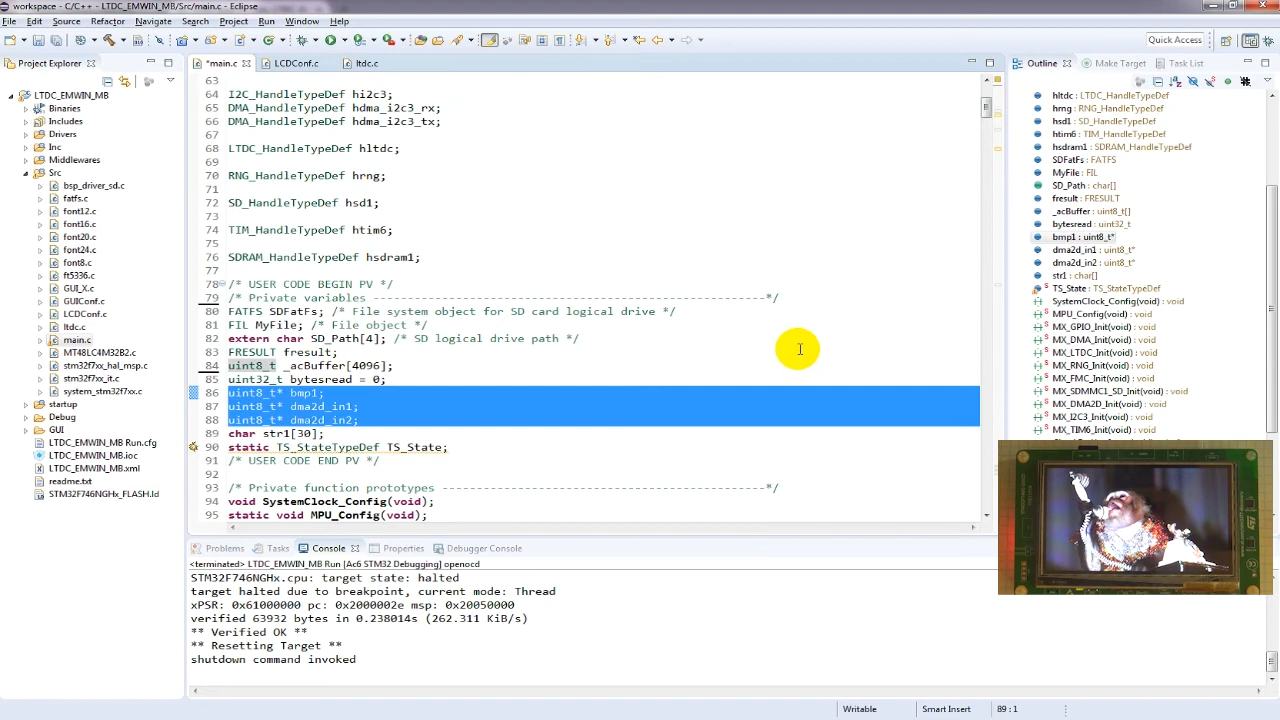 workspace - C/C++ - LTDC_EMWIN_MB/Src/main.c - Eclipse
File Edit Source Refactor Navigate Search Project Run Window Help
Quick Access
Project Explorer
LTDC_EMWIN_MB
Binaries
Includes
Drivers
Inc
Middlewares
Src
bsp_driver_sd.c
fatfs.c
font12.c
font16.c
font20.c
font24.c
font8.c
ft5336.c
GUI_X.c
GUIConf.c
LCDConf.c
ltdc.c
main.c
MT48LC4M32B2.c
stm32f7xx_hal_msp.c
stm32f7xx_it.c
system_stm32f7xx.c
startup
Debug
GUI
LTDC_EMWIN_MB Run.cfg
LTDC_EMWIN_MB.ioc
LTDC_EMWIN_MB.xml
readme.txt
STM32F746NGHx_FLASH.ld
*main.c LCDConf.c ltdc.c
63
64 I2C_HandleTypeDef hi2c3;
65 DMA_HandleTypeDef hdma_i2c3_rx;
66 DMA_HandleTypeDef hdma_i2c3_tx;
67
68 LTDC_HandleTypeDef hltdc;
69
70 RNG_HandleTypeDef hrng;
71
72 SD_HandleTypeDef hsd1;
73
74 TIM_HandleTypeDef htim6;
75
76 SDRAM_HandleTypeDef hsdram1;
77
78 /* USER CODE BEGIN PV */
79 /* Private variables ---------------------------------------------------------*/
80 FATFS SDFatFs; /* File system object for SD card logical drive */
81 FIL MyFile; /* File object */
82 extern char SD_Path[4]; /* SD logical drive path */
83 FRESULT fresult;
84 uint8_t _acBuffer[4096];
85 uint32_t bytesread = 0;
86 uint8_t* bmp1;
87 uint8_t* dma2d_in1;
88 uint8_t* dma2d_in2;
89 char str1[30];
90 static TS_StateTypeDef TS_State;
91 /* USER CODE END PV */
92
93 /* Private function prototypes -----------------------------------------------*/
94 void SystemClock_Config(void);
95 static void MPU_Config(void);
Outline Make Target Task List
hltdc : LTDC_HandleTypeDef
hrng : RNG_HandleTypeDef
hsd1 : SD_HandleTypeDef
htim6 : TIM_HandleTypeDef
hsdram1 : SDRAM_HandleTypeDef
SDFatFs : FATFS
MyFile : FIL
SD_Path : char[]
fresult : FRESULT
_acBuffer : uint8_t[]
bytesread : uint32_t
bmp1 : uint8_t*
dma2d_in1 : uint8_t*
dma2d_in2 : uint8_t*
str1 : char[]
TS_State : TS_StateTypeDef
SystemClock_Config(void) : void
MPU_Config(void) : void
MX_GPIO_Init(void) : void
MX_DMA_Init(void) : void
MX_LTDC_Init(void) : void
MX_RNG_Init(void) : void
MX_FMC_Init(void) : void
MX_SDMMC1_SD_Init(void) : void
MX_DMA2D_Init(void) : void
MX_I2C3_Init(void) : void
MX_TIM6_Init(void) : void
Problems Tasks Console Properties Debugger Console
<terminated> LTDC_EMWIN_MB Run [Ac6 STM32 Debugging] openocd
STM32F746NGHx.cpu: target state: halted
target halted due to breakpoint, current mode: Thread
xPSR: 0x61000000 pc: 0x2000002e msp: 0x20050000
verified 63932 bytes in 0.238014s (262.311 KiB/s)
** Verified OK **
** Resetting Target **
shutdown command invoked
Writable Smart Insert 89 : 1